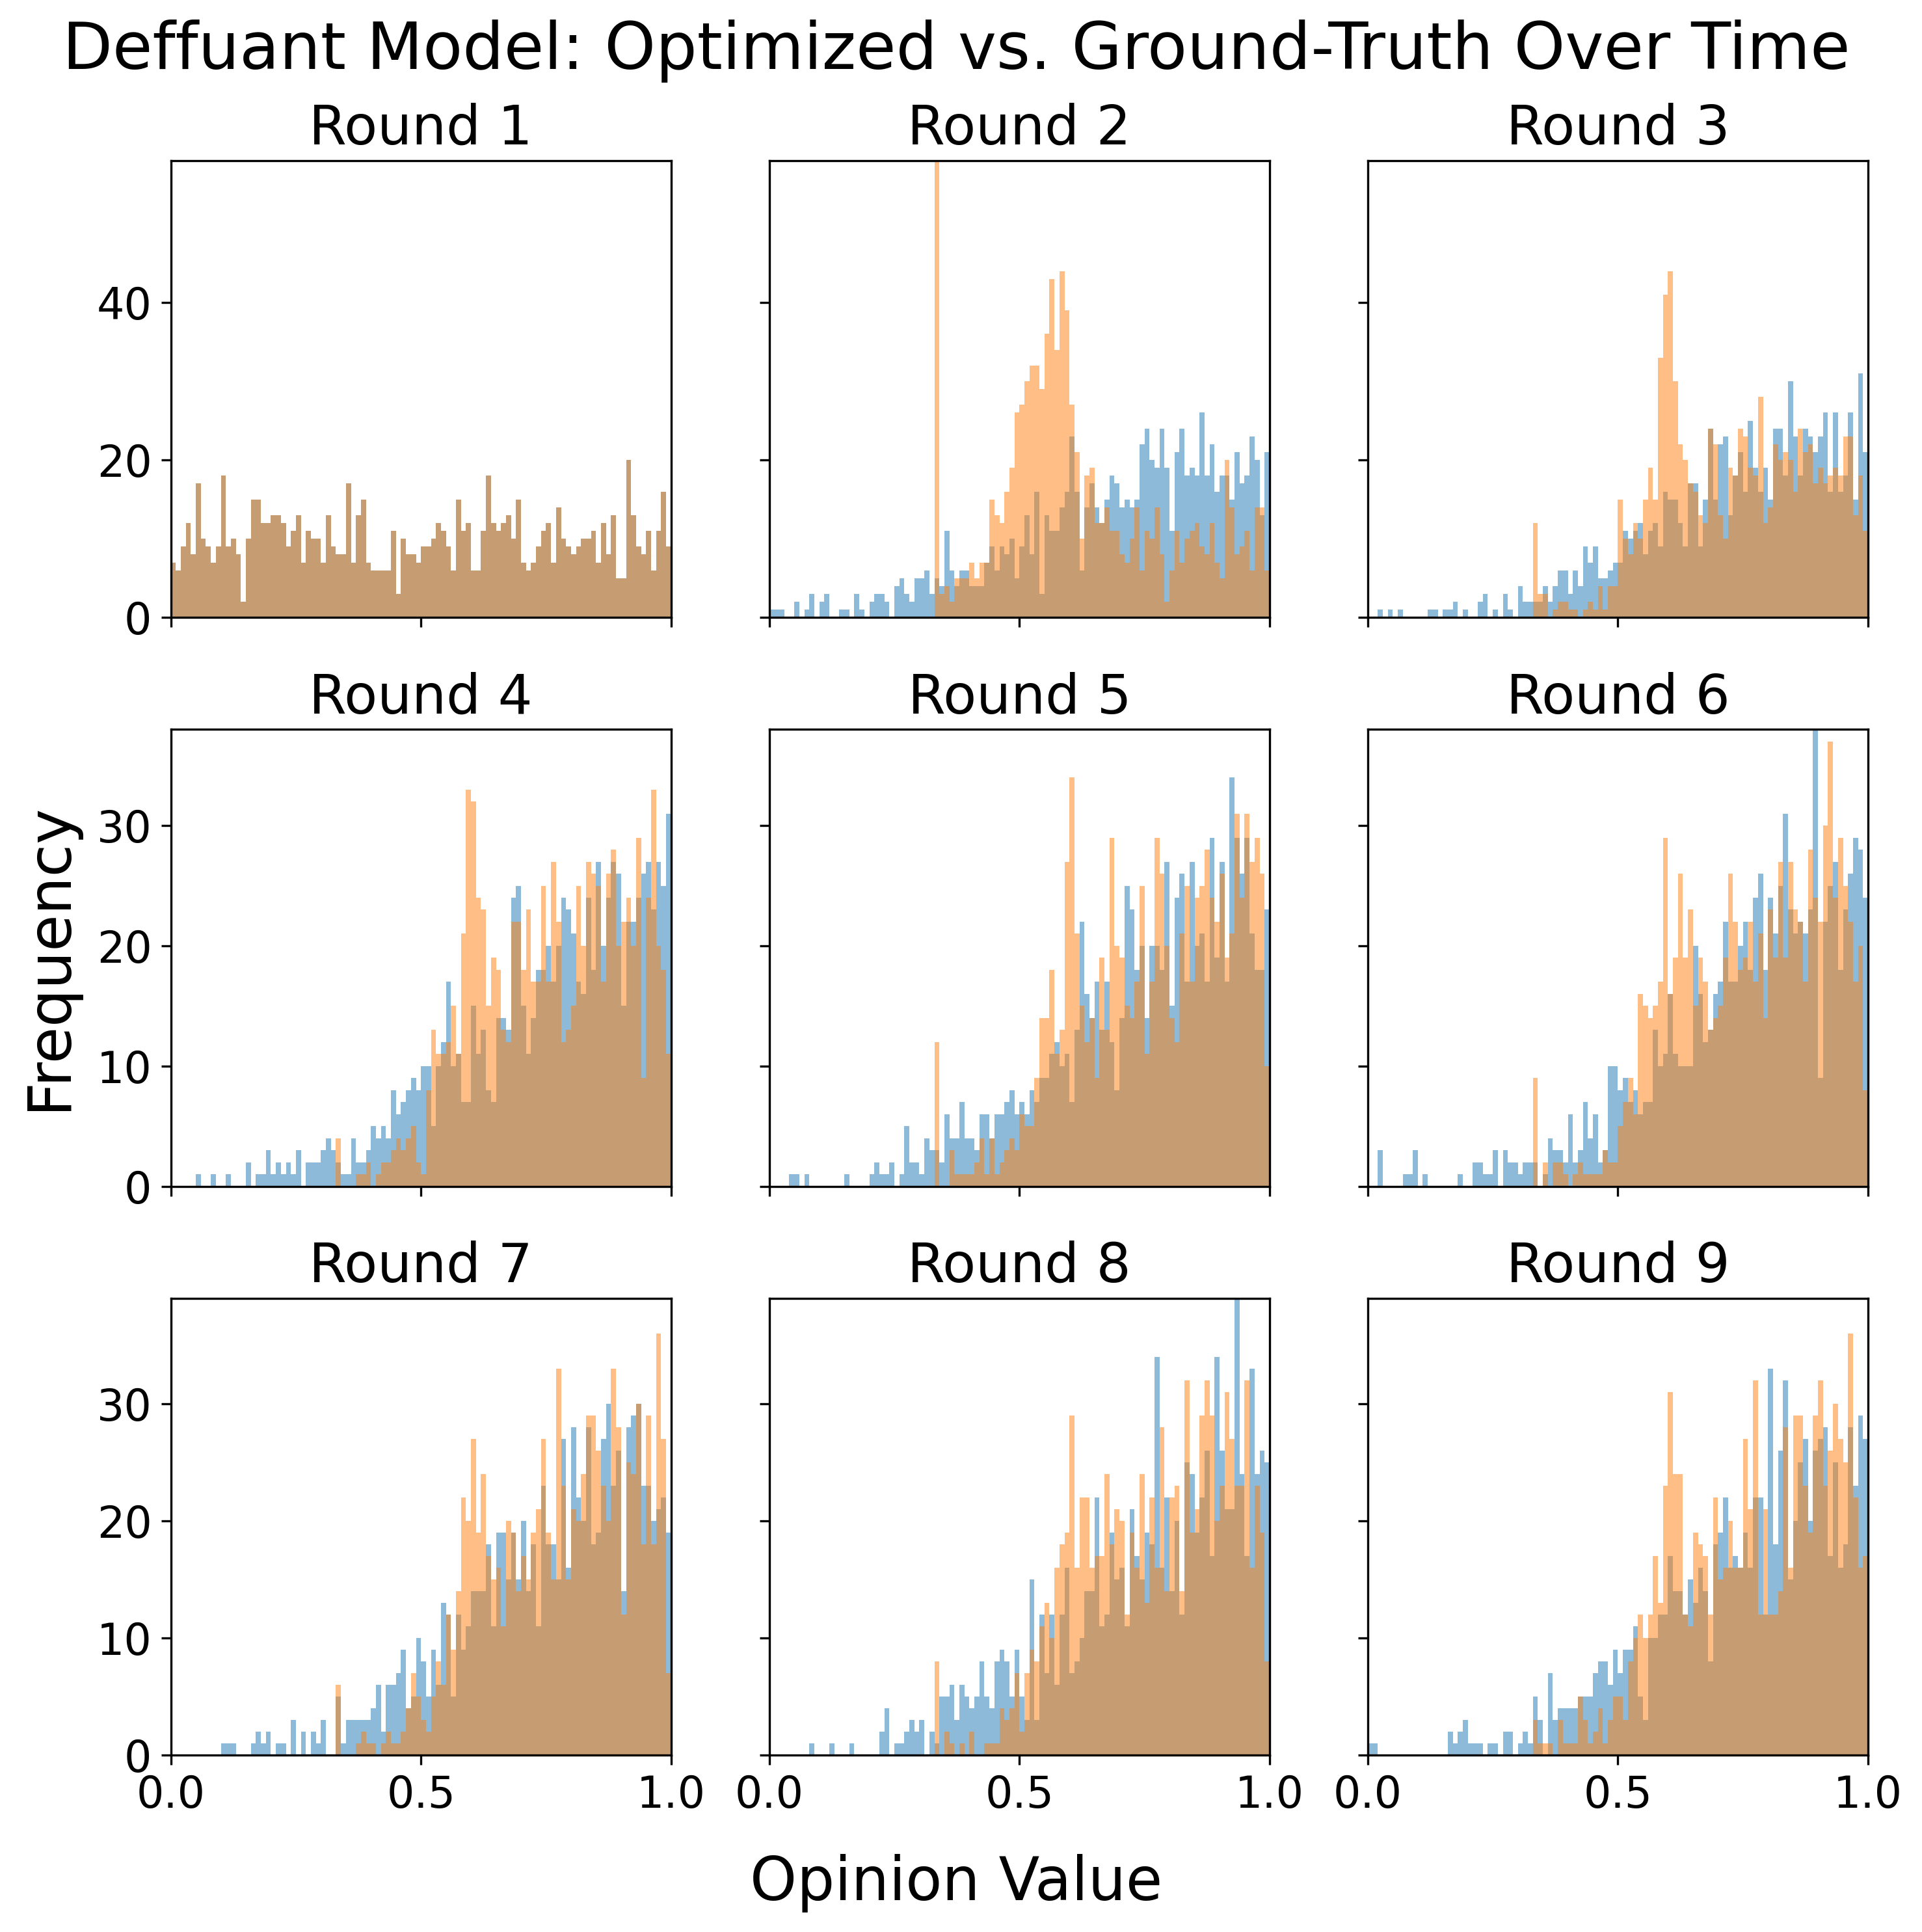 Deffuant Model: Optimized vs. Ground-Truth Over Time
Round 1
Round 2
Round 3
40
20
0
Round 4
Round 5
Round 6
30
20
10
0
Frequency
Round 7
Round 8
Round 9
30
20
10
0
0.0 0.5 1.0 0.0 0.5 1.0 0.0 0.5 1.0
Opinion Value